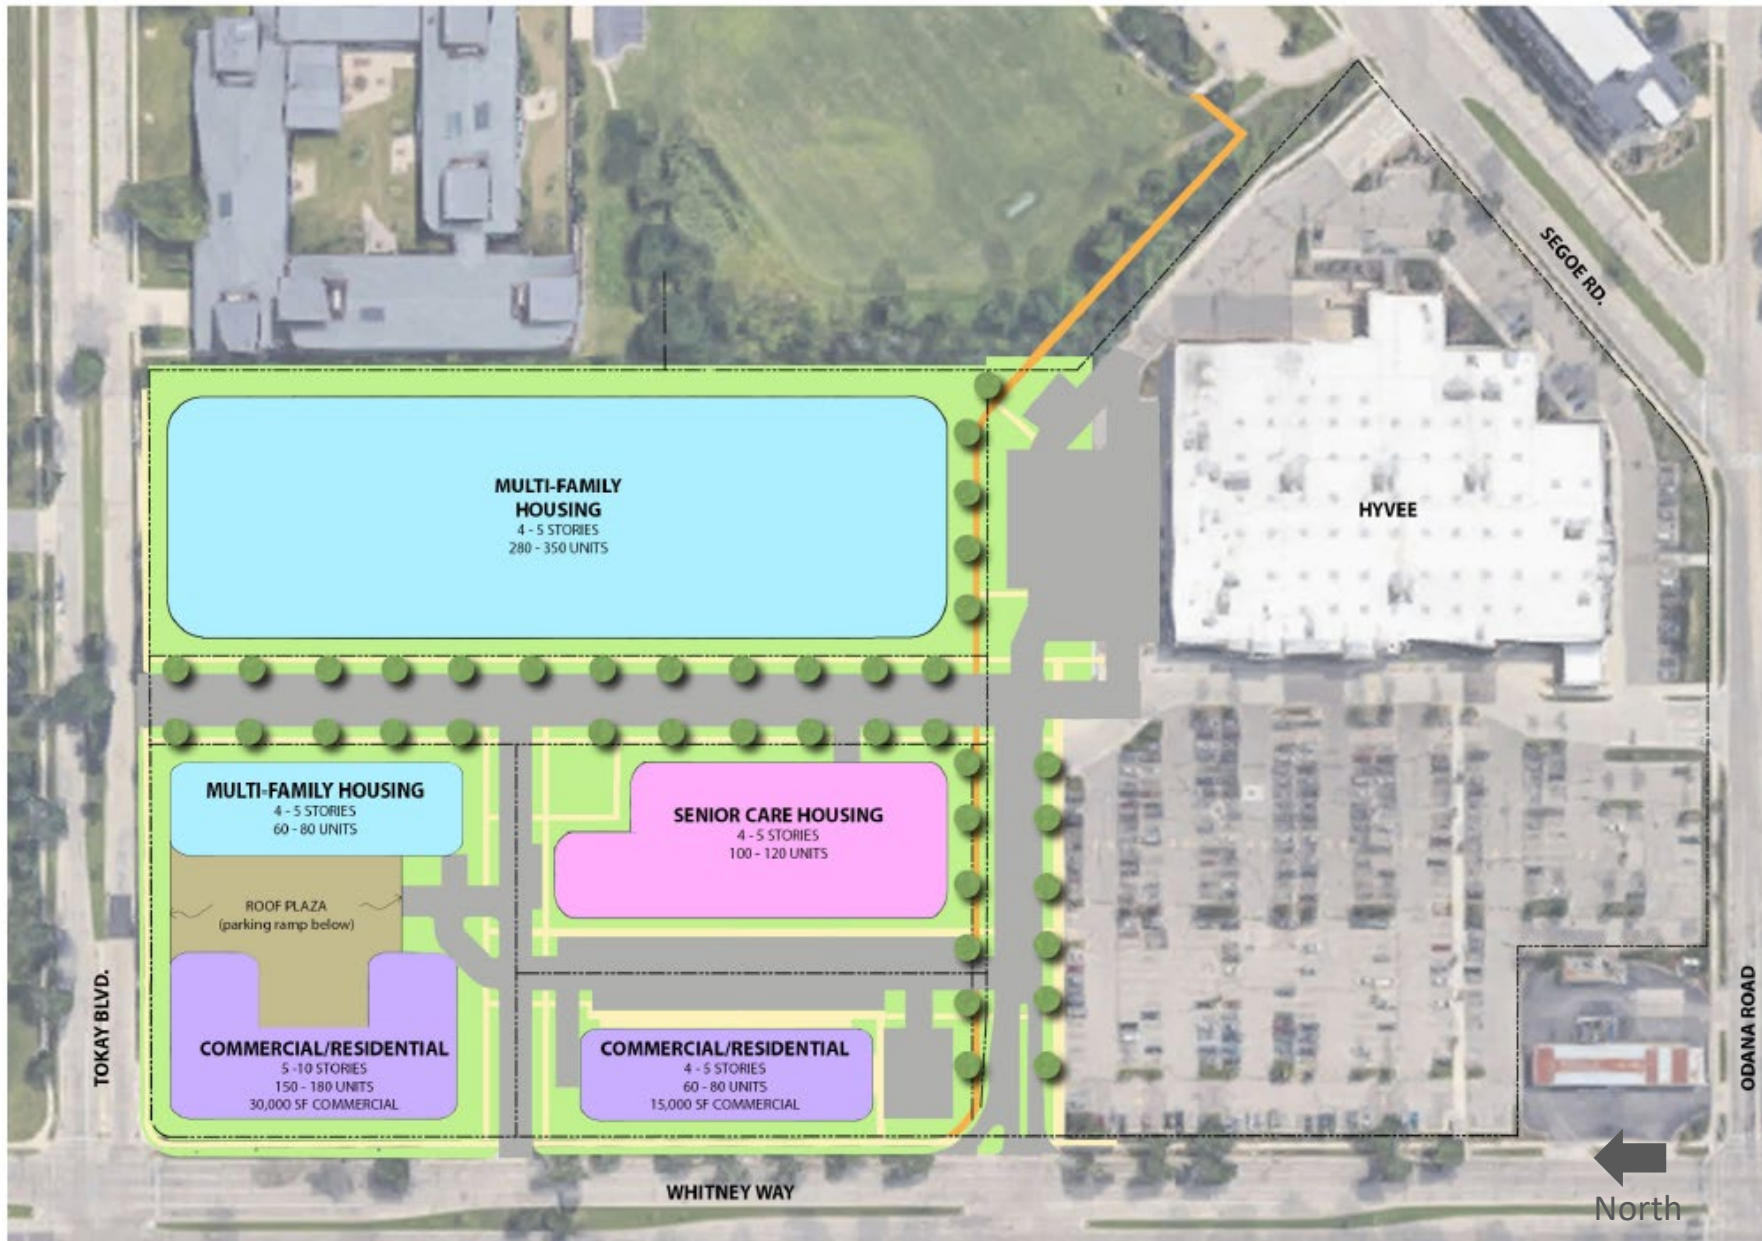 SEGOE RD.
MULTI-FAMILY
HOUSING
4 - 5 STORIES
280 - 350 UNITS
HYVEE
MULTI-FAMILY HOUSING
4 - 5 STORIES
60 - 80 UNITS
SENIOR CARE HOUSING
4 - 5 STORIES
100 - 120 UNITS
ROOF PLAZA
(parking ramp below)
TOKAY BLVD.
COMMERCIAL/RESIDENTIAL
5 -10 STORIES
150 - 180 UNITS
30,000 SF COMMERCIAL
COMMERCIAL/RESIDENTIAL
4 - 5 STORIES
60 - 80 UNITS
15,000 SF COMMERCIAL
ODANA ROAD
WHITNEY WAY
North